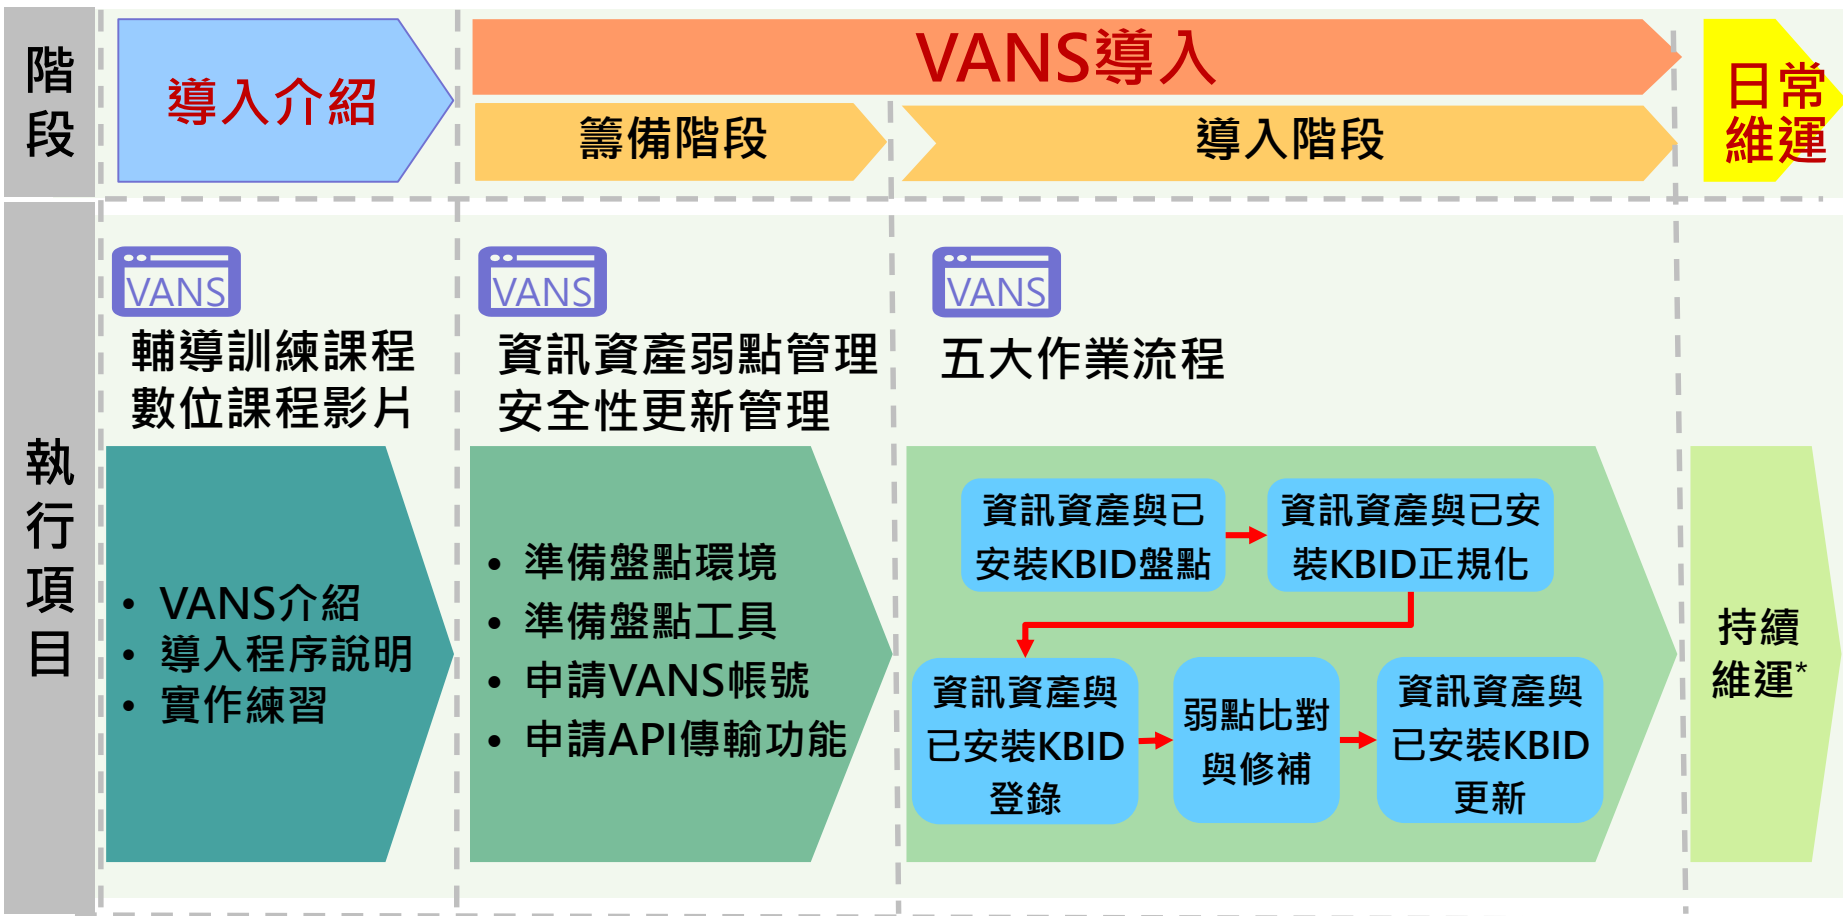 階
段
導入介紹
VANS導入
籌備階段
導入階段
日常
維運
執
行
項
目
VANS
輔導訓練課程
數位課程影片
• VANS介紹
• 導入程序說明
• 實作練習
VANS
資訊資產弱點管理
安全性更新管理
• 準備盤點環境
• 準備盤點工具
• 申請VANS帳號
• 申請API傳輸功能
VANS
五大作業流程
資訊資產與已
安裝KBID盤點
資訊資產與已安
裝KBID正規化
資訊資產與
已安裝KBID
登錄
弱點比對
與修補
資訊資產與
已安裝KBID
更新
持續
維運*